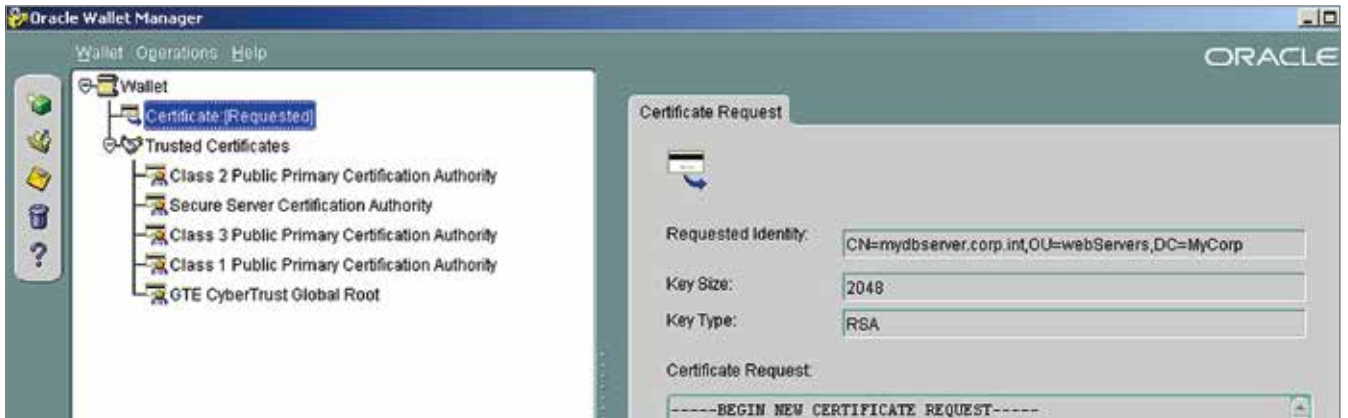 Oracle Wallet Manager
Wallet Operations Help
ORACLE
Wallet
Certificate:[Requested]
Trusted Certificates
Class 2 Public Primary Certification Authority
Secure Server Certification Authority
Class 3 Public Primary Certification Authority
Class 1 Public Primary Certification Authority
GTE CyberTrust Global Root
?
Certificate Request
Requested Identity:
CN=mydbserver.corp.int,OU=webServers,DC=MyCorp
Key Size:
2048
Key Type:
RSA
Certificate Request:
-----BEGIN NEW CERTIFICATE REQUEST-----